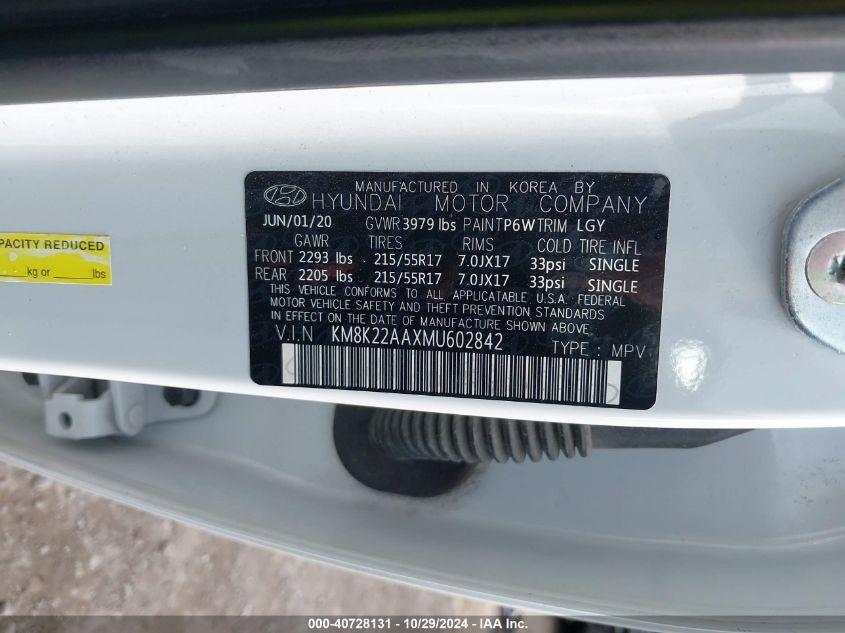 MANUFACTURED IN KOREA BY
HYUNDAI MOTOR COMPANY
JUN/01/20 GVWR 3979 lbs PAINT P6W TRIM LGY
GAWR TIRES RIMS COLD TIRE INFL
FRONT 2293 lbs 215/55R17 7.0JX17 33psi SINGLE
REAR 2205 lbs 215/55R17 7.0JX17 33psi SINGLE
THIS VEHICLE CONFORMS TO ALL APPLICABLE U.S.A. FEDERAL
MOTOR VEHICLE SAFETY AND THEFT PREVENTION STANDARDS
IN EFFECT ON THE DATE OF MANUFACTURE SHOWN ABOVE.
V.I.N KM8K22AAXMU602842
TYPE : MPV
APACITY REDUCED
kg or ______ lbs
000-40728131 - 10/29/2024 - IAA Inc.